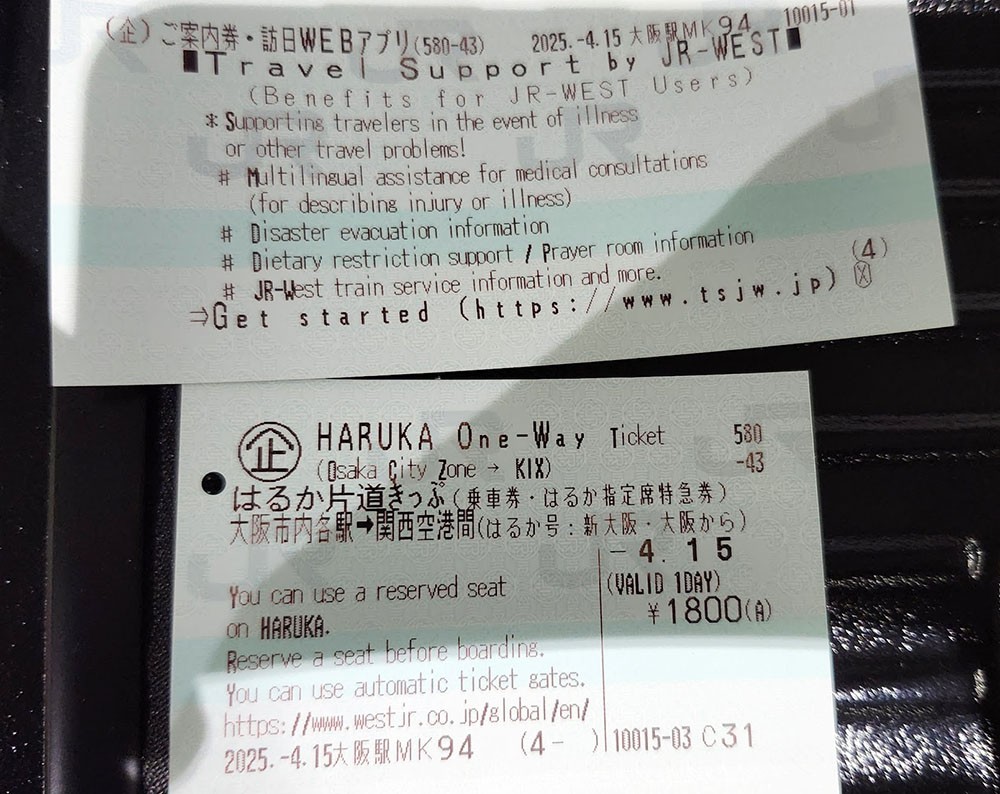 (企)ご案内券・訪日WEBアプリ(580-43) 2025.-4.15 大阪駅MK94 10015-01
■Travel Support by JR-WEST■
(Benefits for JR-WEST Users)
*Supporting travelers in the event of illness
or other travel problems!
# Multilingual assistance for medical consultations
(for describing injury or illness)
# Disaster evacuation information
# Dietary restriction support / Prayer room information
(4)
# JR-West train service information and more.
⇒Get started (https://www.tsjw.jp)
企 HARUKA One-Way Ticket 580
(Osaka City Zone → KIX) -43
はるか片道きっぷ(乗車券・はるか指定席特急券)
大阪市内各駅➡関西空港間(はるか号:新大阪・大阪から)
-4.15
You can use a reserved seat (VALID 1DAY)
on HARUKA. ¥1800(A)
Reserve a seat before boarding.
You can use automatic ticket gates.
https://www.westjr.co.jp/global/en/
2025.-4.15大阪駅MK94 (4- ) 10015-03 C31